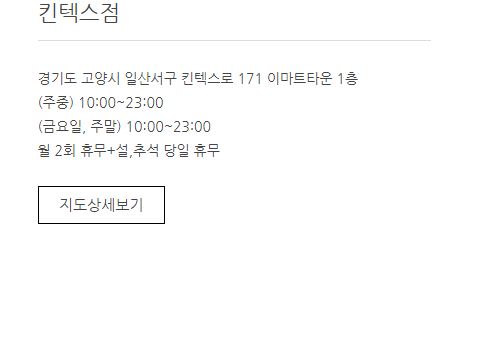 킨텍스점
경기도 고양시 일산서구 킨텍스로 171 이마트타운 1층
(주중) 10:00~23:00
(금요일, 주말) 10:00~23:00
월 2회 휴무+설,추석 당일 휴무
지도상세보기